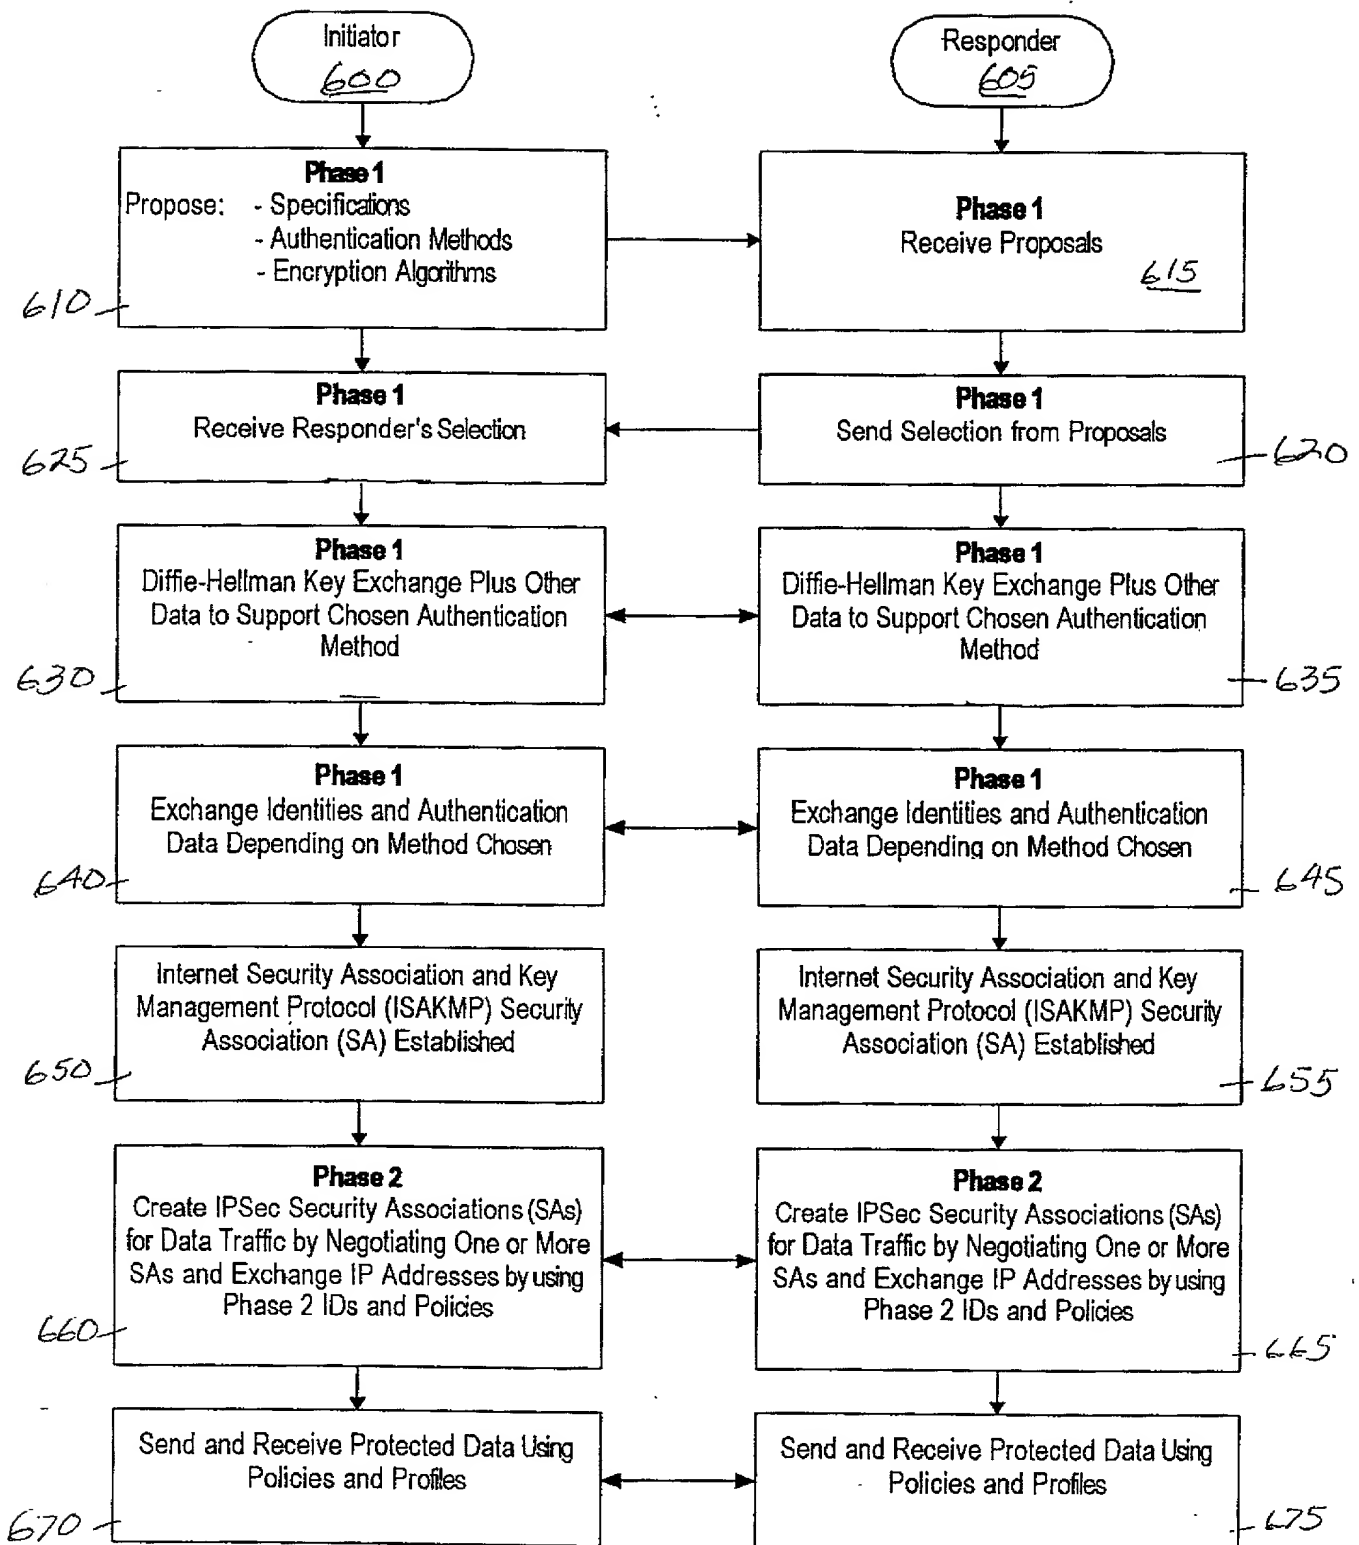 Initiator
600
Responder
605
Phase 1
Propose: - Specifications
- Authentication Methods
- Encryption Algorithms
610
Phase 1
Receive Proposals
615
Phase 1
Receive Responder's Selection
625
Phase 1
Send Selection from Proposals
620
Phase 1
Diffie-Hellman Key Exchange Plus Other
Data to Support Chosen Authentication
Method
630
Phase 1
Diffie-Hellman Key Exchange Plus Other
Data to Support Chosen Authentication
Method
635
Phase 1
Exchange Identities and Authentication
Data Depending on Method Chosen
640
Phase 1
Exchange Identities and Authentication
Data Depending on Method Chosen
645
Internet Security Association and Key
Management Protocol (ISAKMP) Security
Association (SA) Established
650
Internet Security Association and Key
Management Protocol (ISAKMP) Security
Association (SA) Established
655
Phase 2
Create IPSec Security Associations (SAs)
for Data Traffic by Negotiating One or More
SAs and Exchange IP Addresses by using
Phase 2 IDs and Policies
660
Phase 2
Create IPSec Security Associations (SAs)
for Data Traffic by Negotiating One or More
SAs and Exchange IP Addresses by using
Phase 2 IDs and Policies
665
Send and Receive Protected Data Using
Policies and Profiles
670
Send and Receive Protected Data Using
Policies and Profiles
675